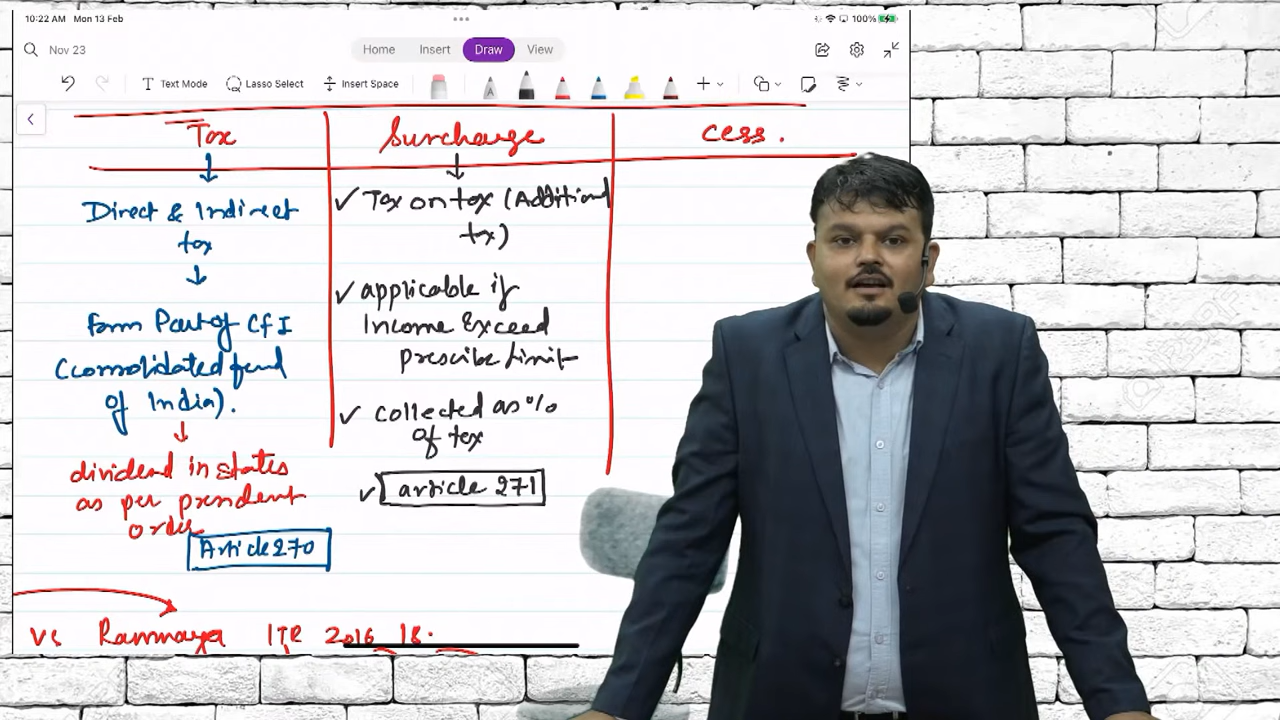 10:22 AM Mon 13 Feb
100%
Nov 23
Home Insert Draw View
Text Mode Lasso Select Insert Space
Tax
Surcharge
cess.
Direct & Indirect
tax
form Part of CFI
(Consolidated fund
of India).
dividend in states
as per president
order
Article 270
Tax on tax (Additional
tax)
applicable if
Income Exceed
prescribe limit
collected as %
of tax
article 271
vs Rammaya ITR 2016 18.